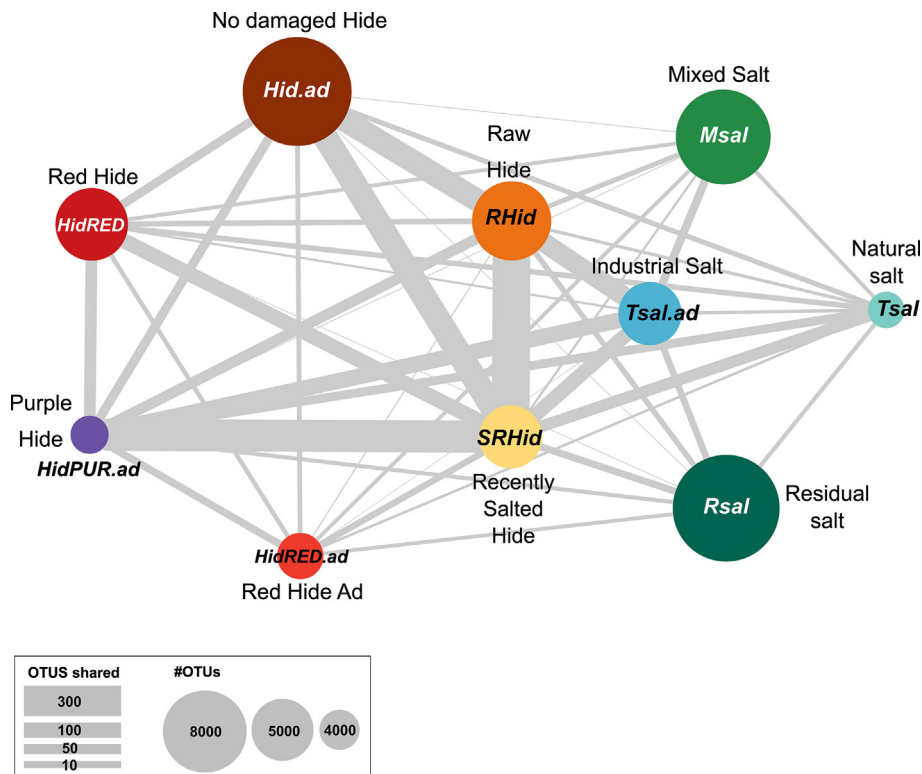 No damaged Hide
Hid.ad
Mixed Salt
Msal
Raw
Hide
RHid
Red Hide
HidRED
Industrial Salt
Tsal.ad
Natural
salt
Tsal
Purple
Hide
HidPUR.ad
SRHid
Recently
Salted
Hide
Rsal
Residual
salt
HidRED.ad
Red Hide Ad
OTUS shared
300
100
50
10
#OTUs
8000
5000
4000